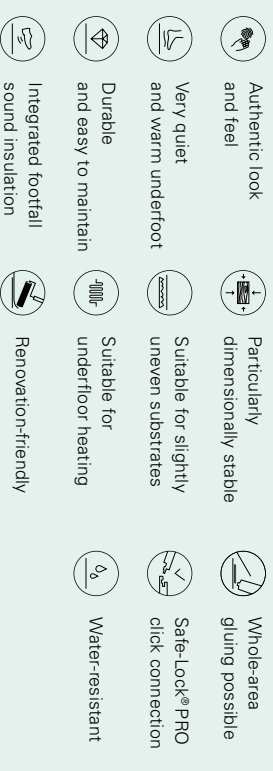 Authentic look
and feel
Very quiet
and warm underfoot
Durable
and easy to maintain
Integrated footfall
sound insulation
Particularly
dimensionally stable
Suitable for slightly
uneven substrates
Suitable for
underfloor heating
Renovation-friendly
Whole-area
gluing possible
Safe-Lock® PRO
click connection
Water-resistant